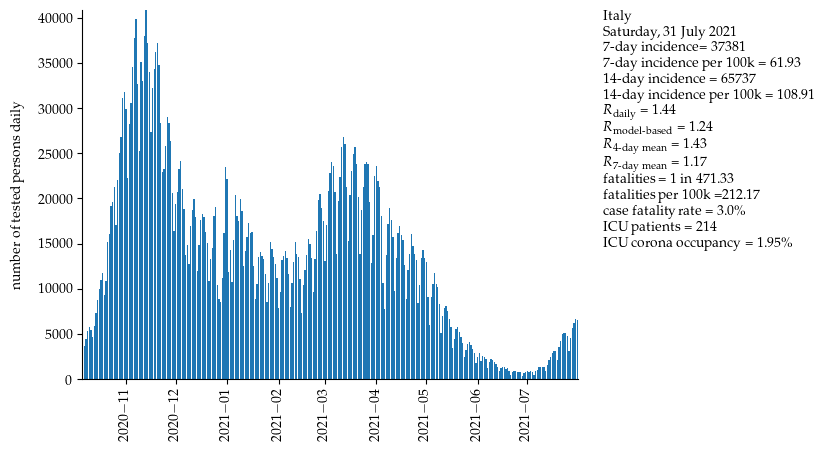 number of tested persons daily
40000
35000
30000
25000
20000
15000
10000
5000
0
2020−11
2020−12
2021−01
2021−02
2021−03
2021−04
2021−05
2021−06
2021−07
Italy
Saturday, 31 July 2021
7-day incidence= 37381
7-day incidence per 100k = 61.93
14-day incidence = 65737
14-day incidence per 100k = 108.91
R daily = 1.44
R model-based = 1.24
R 4-day mean = 1.43
R 7-day mean = 1.17
fatalities = 1 in 471.33
fatalities per 100k =212.17
case fatality rate = 3.0%
ICU patients = 214
ICU corona occupancy = 1.95%